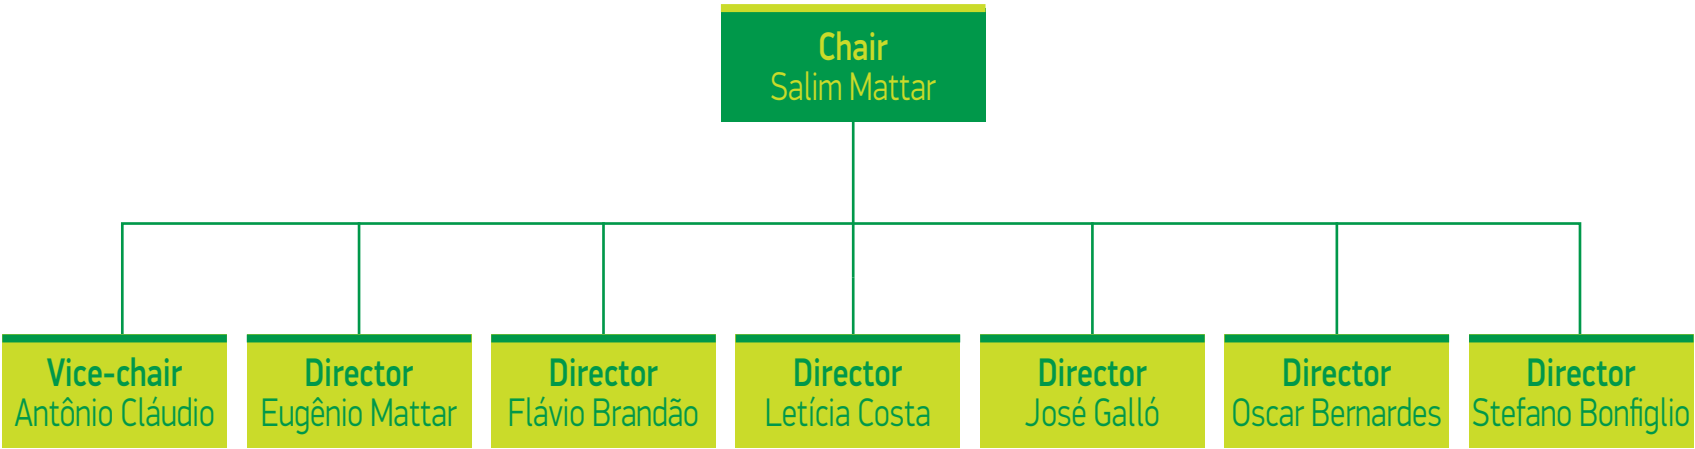 Chair
Salim Mattar
Vice-chair
Antônio Cláudio
Director
Eugênio Mattar
Director
Flávio Brandão
Director
Letícia Costa
Director
José Galló
Director
Oscar Bernardes
Director
Stefano Bonfiglio